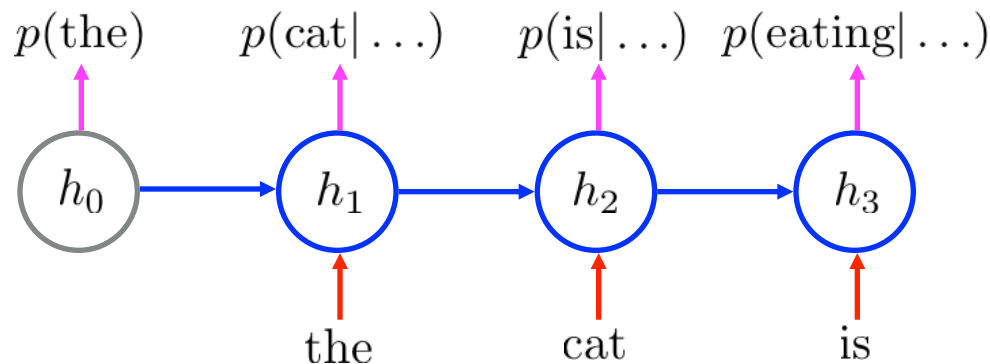 p(the) p(cat| ...) p(is| ...) p(eating| ...)
h₀ h₁ h₂ h₃
the cat is